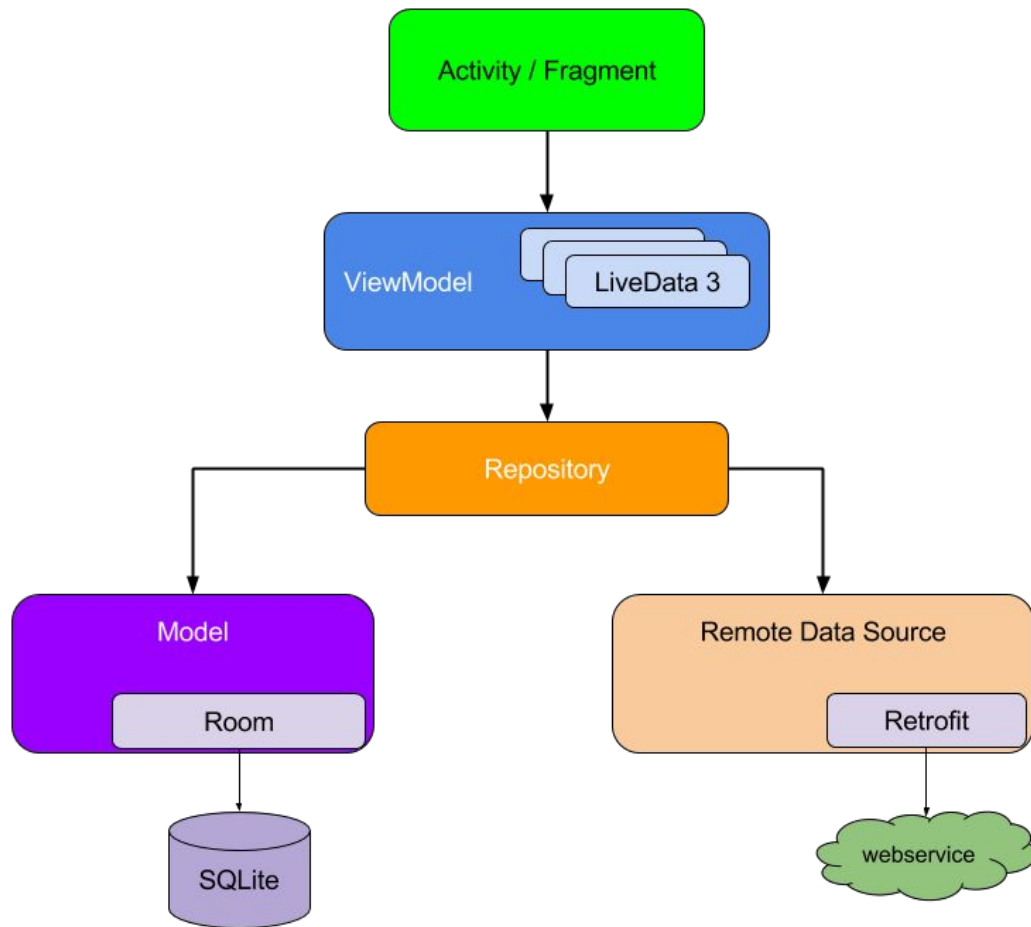 Activity / Fragment
ViewModel
LiveData 3
Repository
Model
Remote Data Source
Room
Retrofit
SQLite
webservice